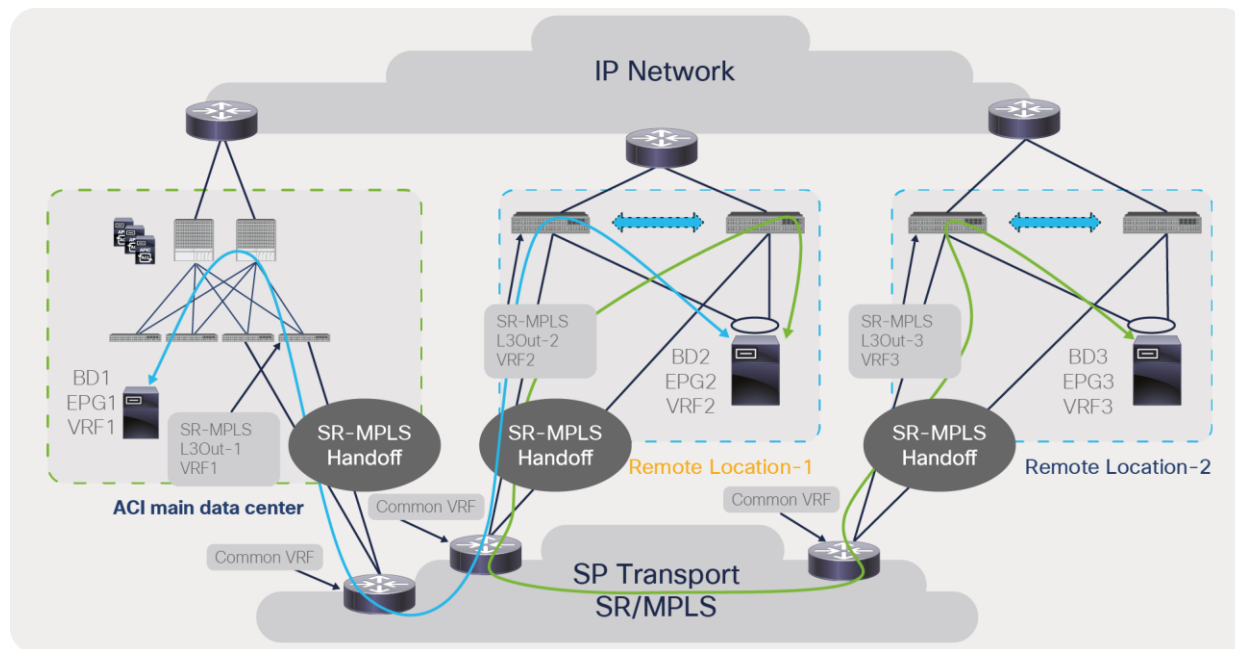 IP Network
BD1
EPG1
VRF1
SR-MPLS
L3Out-1
VRF1
SR-MPLS
Handoff
ACI main data center
SR-MPLS
L3Out-2
VRF2
BD2
EPG2
VRF2
SR-MPLS
Handoff
Remote Location-1
SR-MPLS
L3Out-3
VRF3
BD3
EPG3
VRF3
SR-MPLS
Handoff
Remote Location-2
Common VRF
Common VRF
Common VRF
SP Transport
SR/MPLS